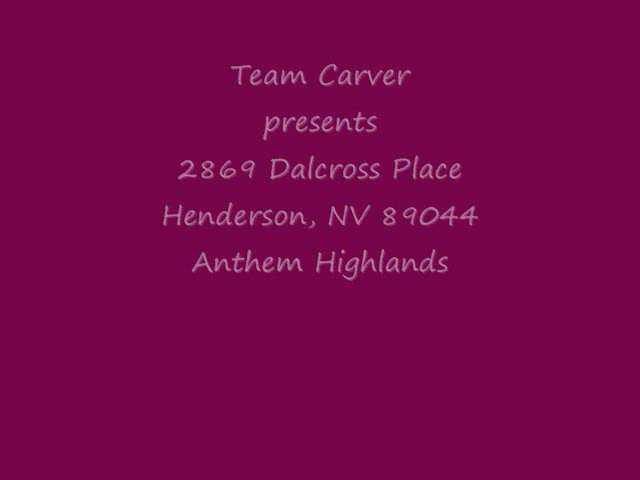 Team Carver
presents
2869 Dalcross Place
Henderson, NV 89044
Anthem Highlands